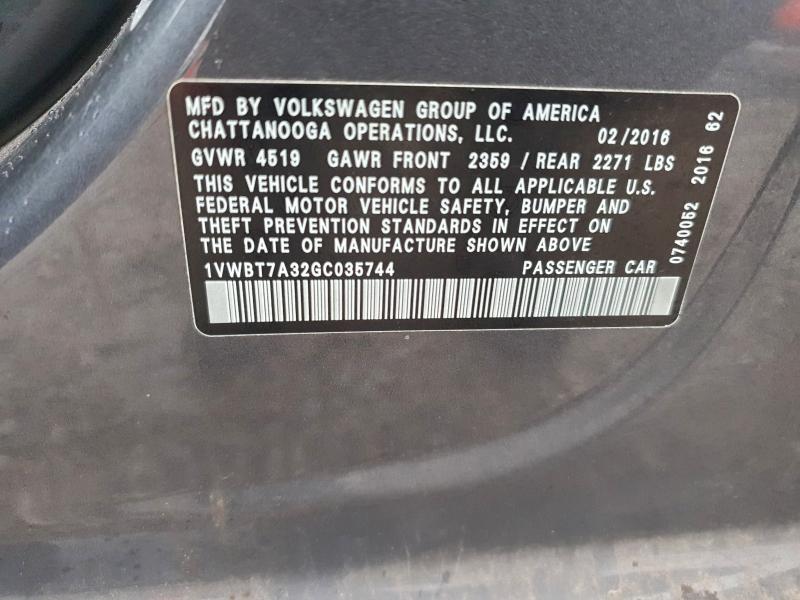 MFD BY VOLKSWAGEN GROUP OF AMERICA
CHATTANOOGA OPERATIONS, LLC. 02/2016
GVWR 4519 GAWR FRONT 2359 / REAR 2271 LBS
THIS VEHICLE CONFORMS TO ALL APPLICABLE U.S.
FEDERAL MOTOR VEHICLE SAFETY, BUMPER AND
THEFT PREVENTION STANDARDS IN EFFECT ON
THE DATE OF MANUFACTURE SHOWN ABOVE
1VWBT7A32GC035744 PASSENGER CAR
0740052 2016 62